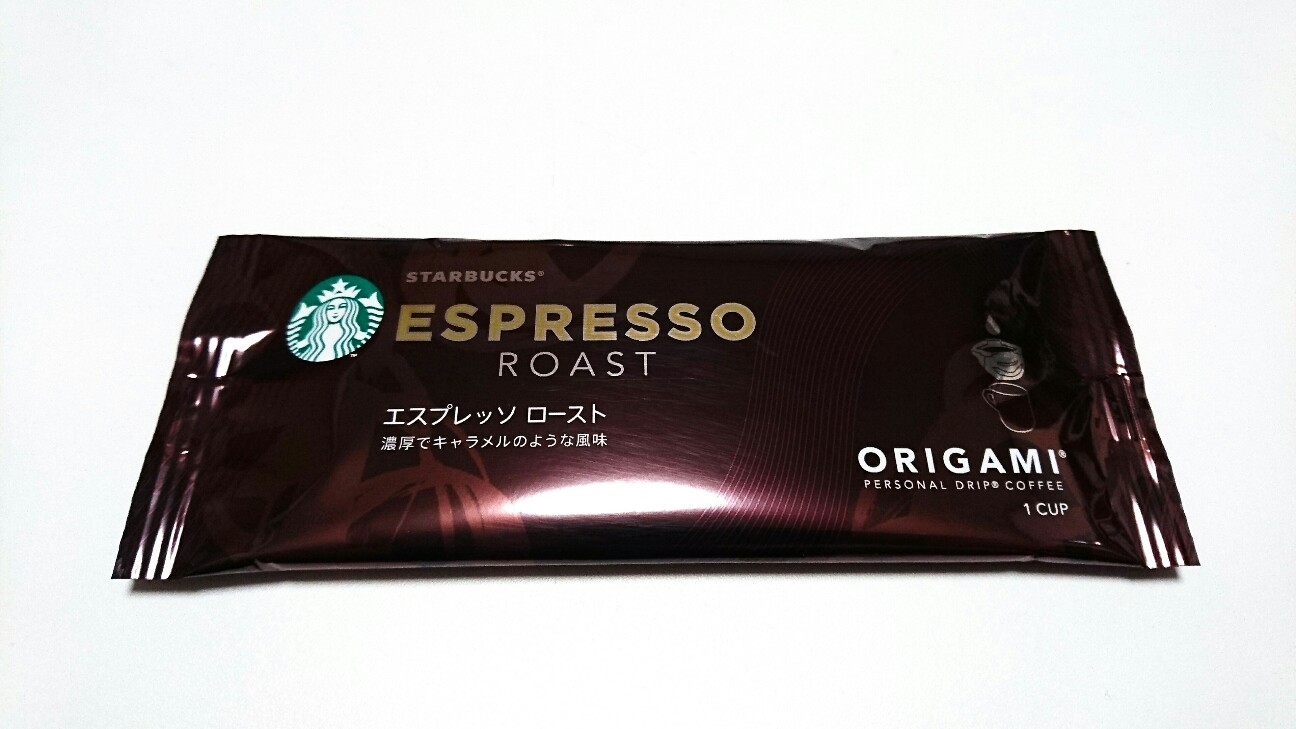 STARBUCKS®
ESPRESSO
ROAST
エスプレッソ ロースト
濃厚でキャラメルのような風味
ORIGAMI®
PERSONAL DRIP® COFFEE
1 CUP
TM